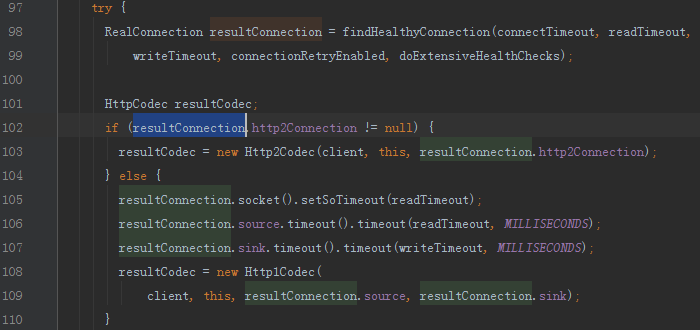 97 try {
98 RealConnection resultConnection = findHealthyConnection(connectTimeout, readTimeout,
99 writeTimeout, connectionRetryEnabled, doExtensiveHealthChecks);
100
101 HttpCodec resultCodec;
102 if (resultConnection.http2Connection != null) {
103 resultCodec = new Http2Codec(client, this, resultConnection.http2Connection);
104 } else {
105 resultConnection.socket().setSoTimeout(readTimeout);
106 resultConnection.source.timeout().timeout(readTimeout, MILLISECONDS);
107 resultConnection.sink.timeout().timeout(writeTimeout, MILLISECONDS);
108 resultCodec = new Http1Codec(
109 client, this, resultConnection.source, resultConnection.sink);
110 }